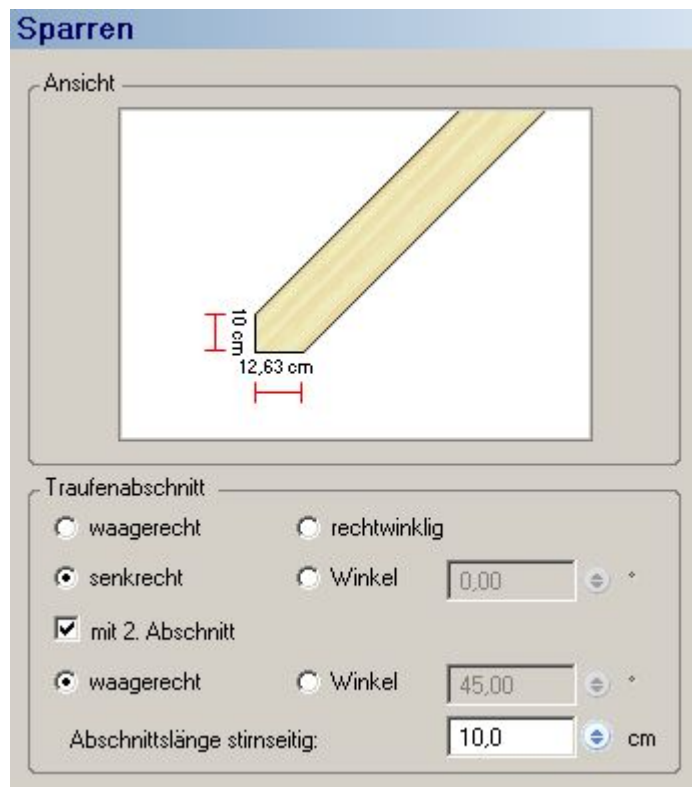 Sparren
Ansicht
10 cm
12,63 cm
Traufenabschnitt
waagerecht rechtwinklig
senkrecht Winkel 0,00 °
mit 2. Abschnitt
waagerecht Winkel 45,00 °
Abschnittslänge stirnseitig: 10,0 cm